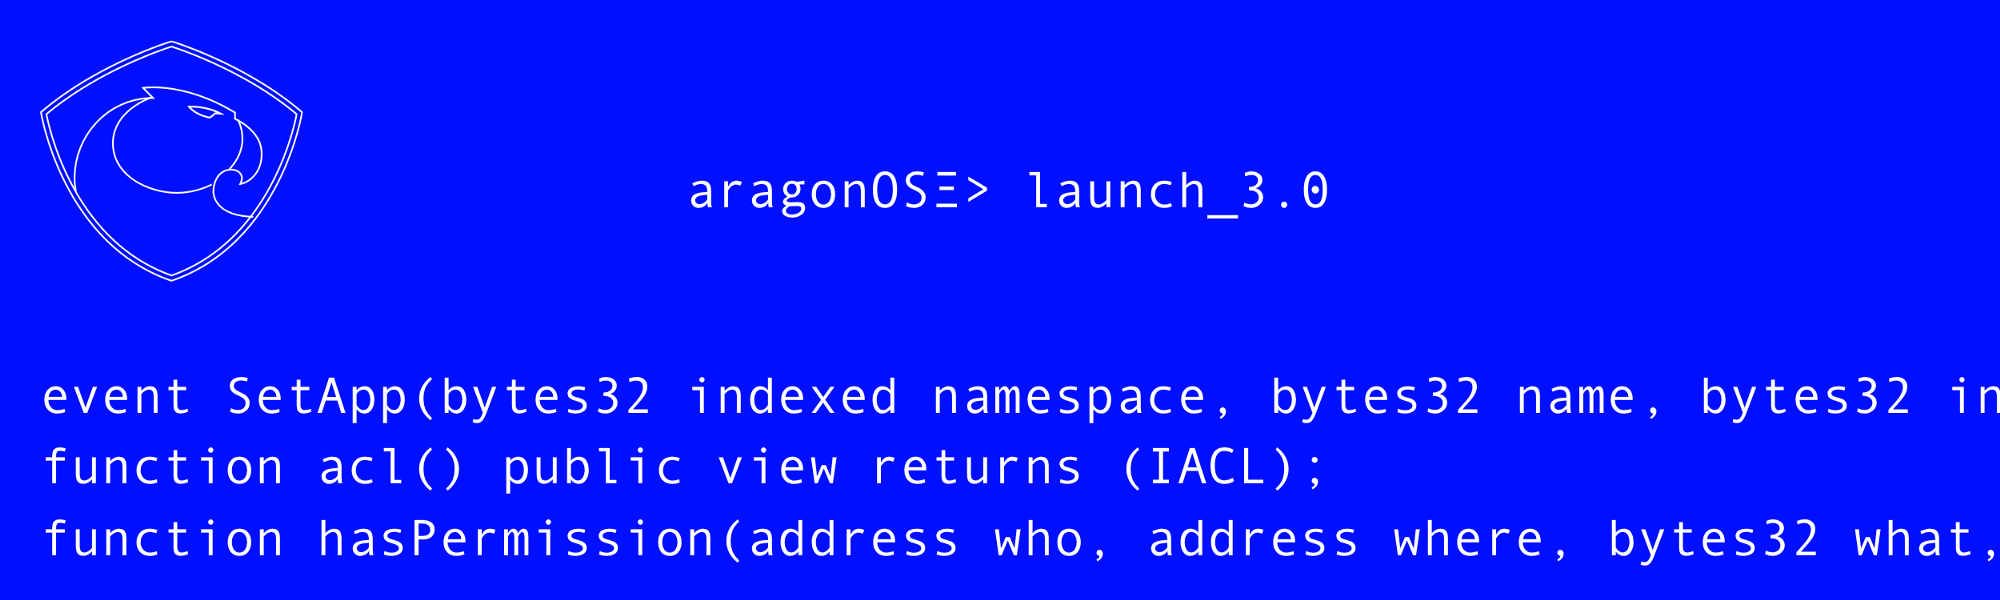 aragonOSΞ> launch_3.0
event SetApp(bytes32 indexed namespace, bytes32 name, bytes32 in
function acl() public view returns (IACL);
function hasPermission(address who, address where, bytes32 what,